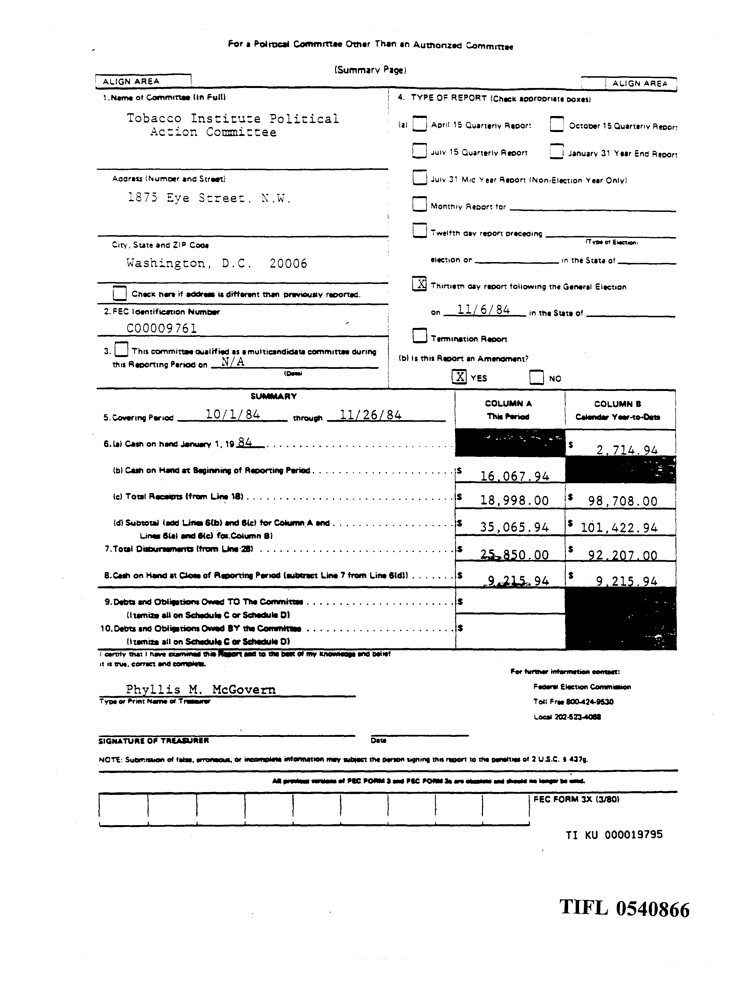 For a Political Committee Other Than an Authorized Committee
(Summary Page)
ALIGN AREA
ALIGN AREA
1. Name of Committee (in Full)
Tobacco Institute Political
Action Committee
Address (Number and Street)
1875 Eye Street, N.W.
City, State and ZIP Code
Washington, D.C. 20006
Check here if address is different than previously reported.
2. FEC Identification Number
C00009761
3. This committee qualified as a multicandidate committee during
this Reporting Period on N/A
(Date)
4. TYPE OF REPORT (Check appropriate boxes)
(a) April 15 Quarterly Report October 15 Quarterly Report
July 15 Quarterly Report January 31 Year End Report
July 31 Mid Year Report (Non-Election Year Only)
Monthly Report for
Twelfth day report preceding
(Type of Election)
election on in the State of
X Thirtieth day report following the General Election
on 11/6/84 in the State of
Termination Report
(b) Is this Report an Amendment?
X YES NO
SUMMARY
COLUMN A
This Period
COLUMN B
Calendar Year-to-Date
5. Covering Period 10/1/84 through 11/26/84
6. (a) Cash on hand January 1, 19 84 $ 2,714.94
(b) Cash on Hand at Beginning of Reporting Period $ 16,067.94
(c) Total Receipts (from Line 18) $ 18,998.00 $ 98,708.00
(d) Subtotal (add Lines 6(b) and 6(c) for Column A and $ 35,065.94 $ 101,422.94
Lines 6(a) and 6(c) for Column B)
7. Total Disbursements (from Line 28) $ 25,850.00 $ 92,207.00
8. Cash on Hand at Close of Reporting Period (subtract Line 7 from Line 6(d)) $ 9,215.94 $ 9,215.94
9. Debts and Obligations Owed TO The Committee $
(Itemize all on Schedule C or Schedule D)
10. Debts and Obligations Owed BY the Committee $
(Itemize all on Schedule C or Schedule D)
I certify that I have examined this Report and to the best of my knowledge and belief
it is true, correct and complete.
Phyllis M. McGovern
Type or Print Name of Treasurer
For further information contact:
Federal Election Commission
Toll Free 800-424-9530
Local 202-523-4068
SIGNATURE OF TREASURER Date
NOTE: Submission of false, erroneous, or incomplete information may subject the person signing this report to the penalties of 2 U.S.C. § 437g.
All previous versions of FEC FORM 3 and FEC FORM 3a are obsolete and should no longer be used.
FEC FORM 3X (3/80)
TI KU 000019795
TIFL 0540866